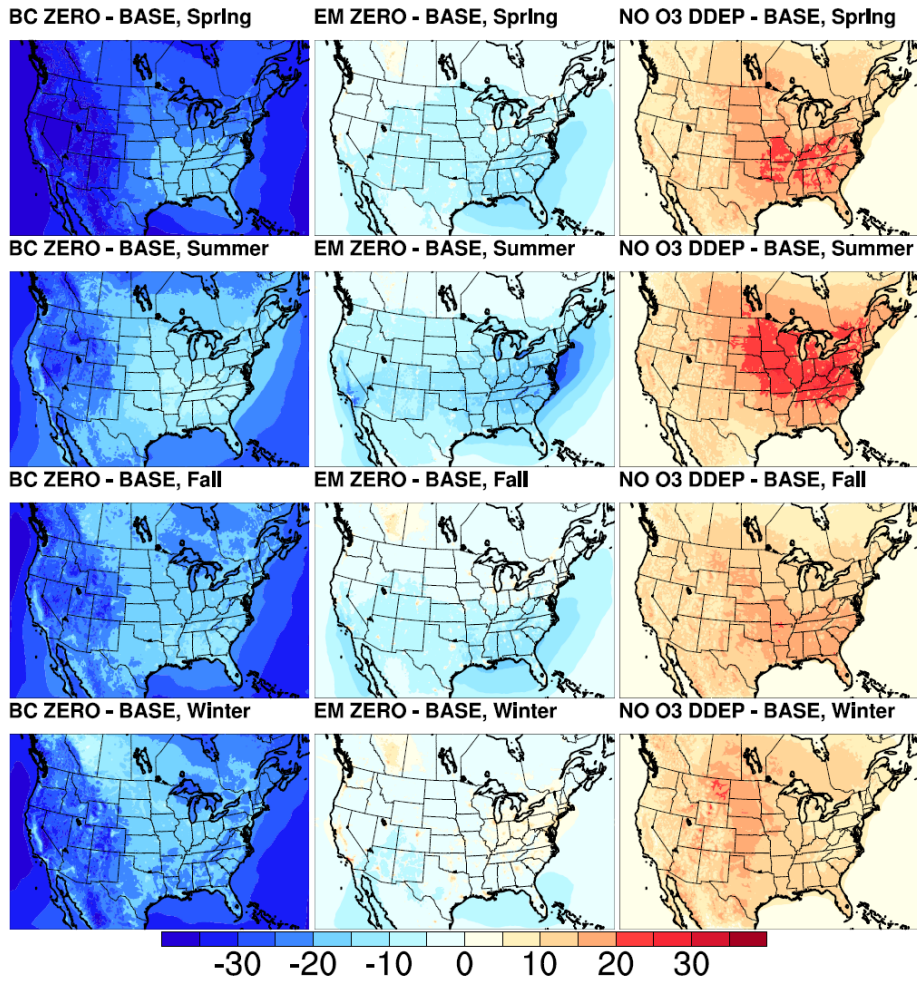 BC ZERO - BASE, Spring EM ZERO - BASE, Spring NO O3 DDEP - BASE, Spring
BC ZERO - BASE, Summer EM ZERO - BASE, Summer NO O3 DDEP - BASE, Summer
BC ZERO - BASE, Fall EM ZERO - BASE, Fall NO O3 DDEP - BASE, Fall
BC ZERO - BASE, Winter EM ZERO - BASE, Winter NO O3 DDEP - BASE, Winter
-30 -20 -10 0 10 20 30